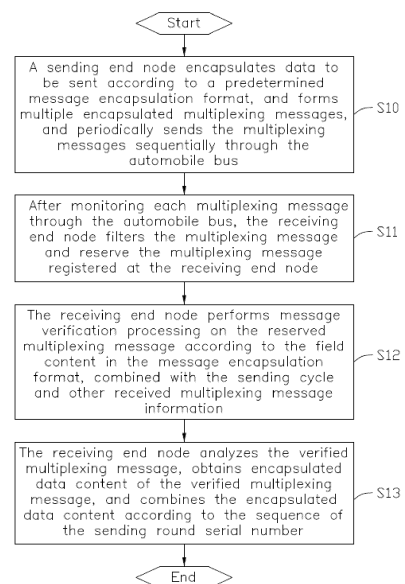 Start
A sending end node encapsulates data to
be sent according to a predetermined
message encapsulation format, and forms
multiple encapsulated multiplexing messages,
and periodically sends the multiplexing
messages sequentially through the
automobile bus
S10
After monitoring each multiplexing message
through the automobile bus, the receiving
end node filters the multiplexing message
and reserve the multiplexing message
registered at the receiving end node
S11
The receiving end node performs message
verification processing on the reserved
multiplexing message according to the field
content in the message encapsulation
format, combined with the sending cycle
and other received multiplexing message
information
S12
The receiving end node analyzes the verified
multiplexing message, obtains encapsulated
data content of the verified multiplexing
message, and combines the encapsulated
data content according to the sequence of
the sending round serial number
S13
End